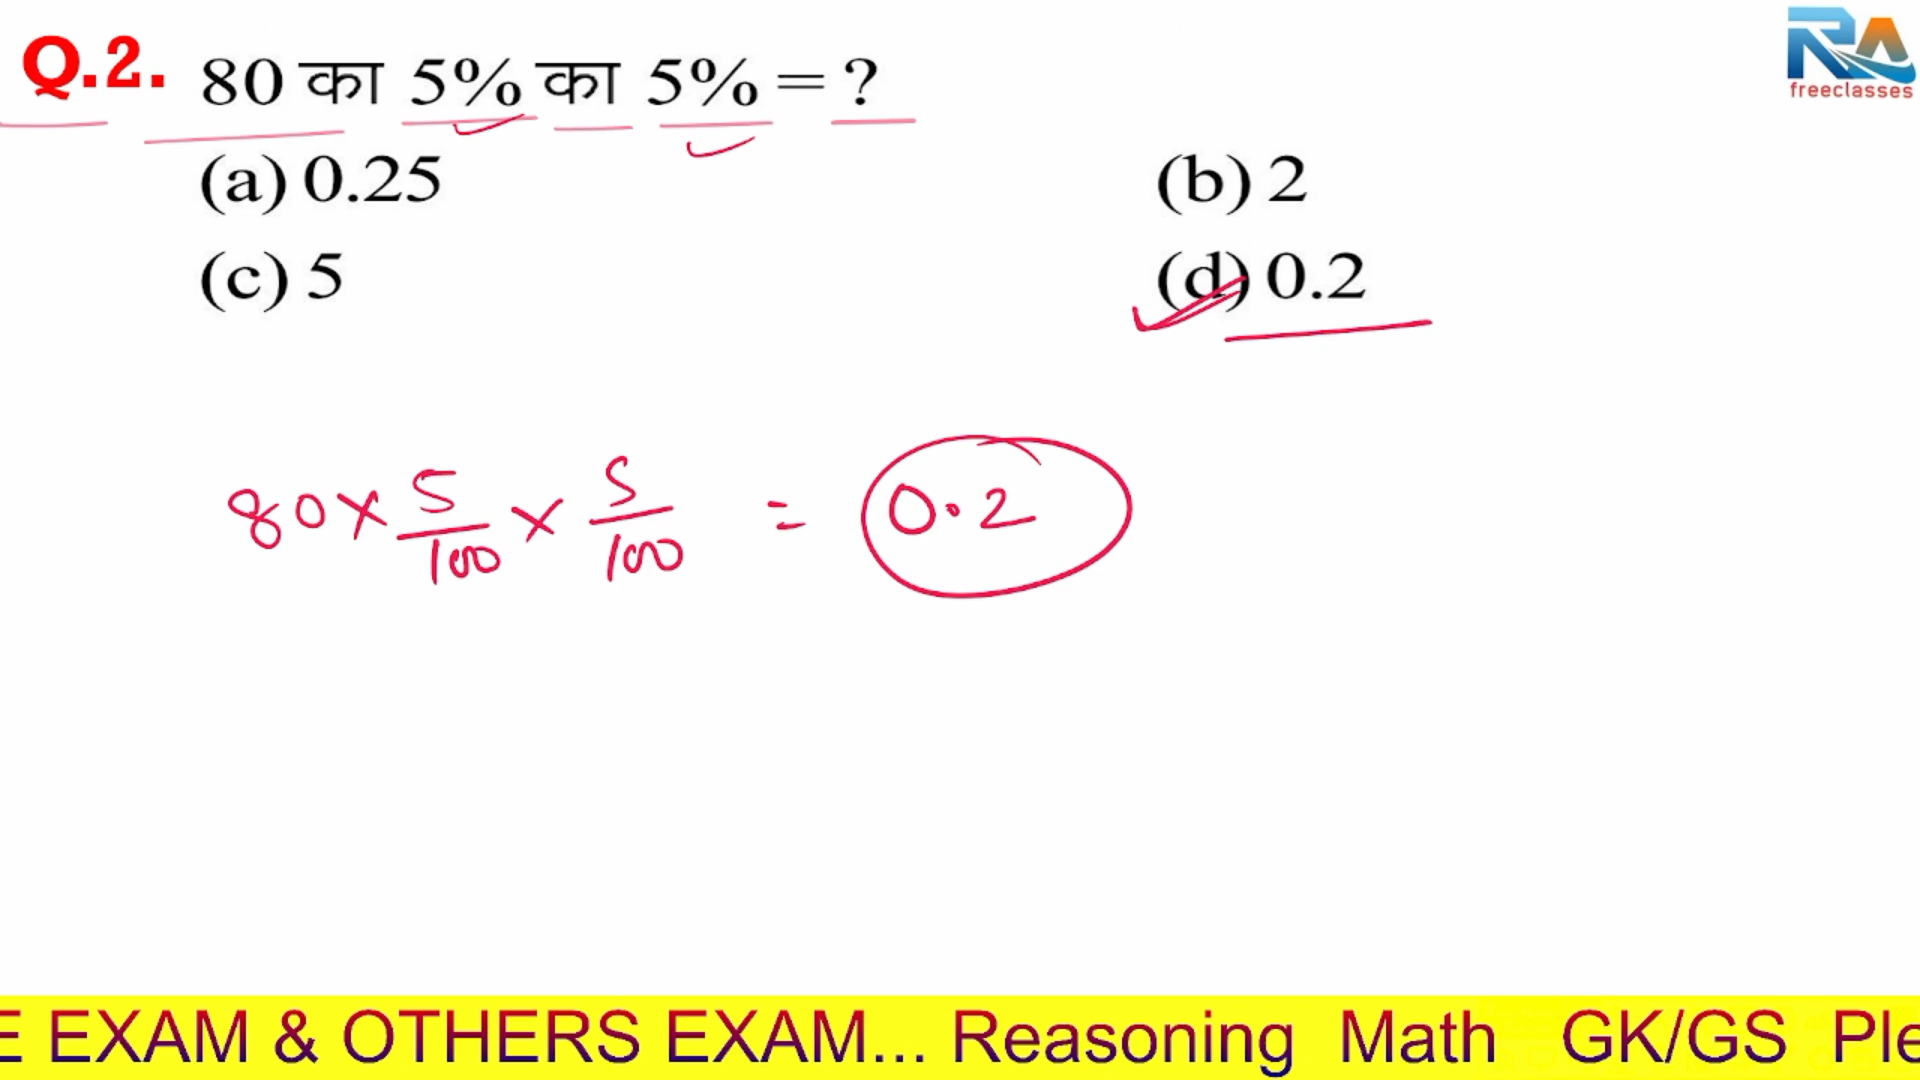 Q.2. 80 का 5% का 5% = ?
RA
freeclasses
(a) 0.25 (b) 2
(c) 5 (d) 0.2
80 × 5/100 × 5/100 = 0.2
E EXAM & OTHERS EXAM... Reasoning Math GK/GS Ple